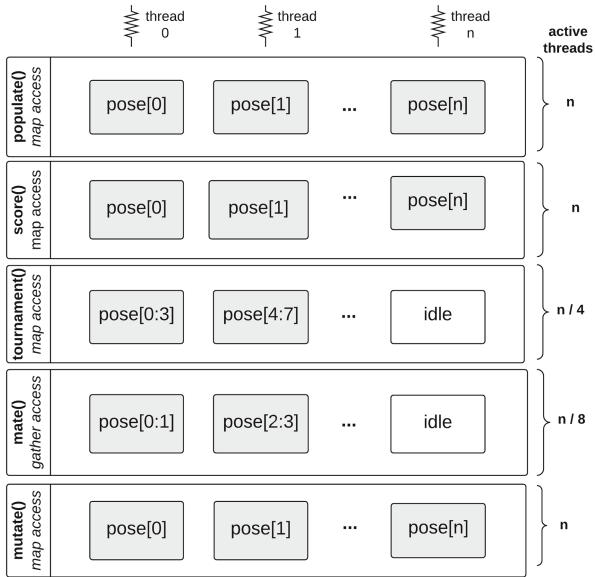 thread
0
thread
1
thread
n
active
threads
populate()
map access
pose[0]
pose[1]
...
pose[n]
n
score()
map access
pose[0]
pose[1]
...
pose[n]
n
tournament()
map access
pose[0:3]
pose[4:7]
...
idle
n / 4
mate()
gather access
pose[0:1]
pose[2:3]
...
idle
n / 8
mutate()
map access
pose[0]
pose[1]
...
pose[n]
n